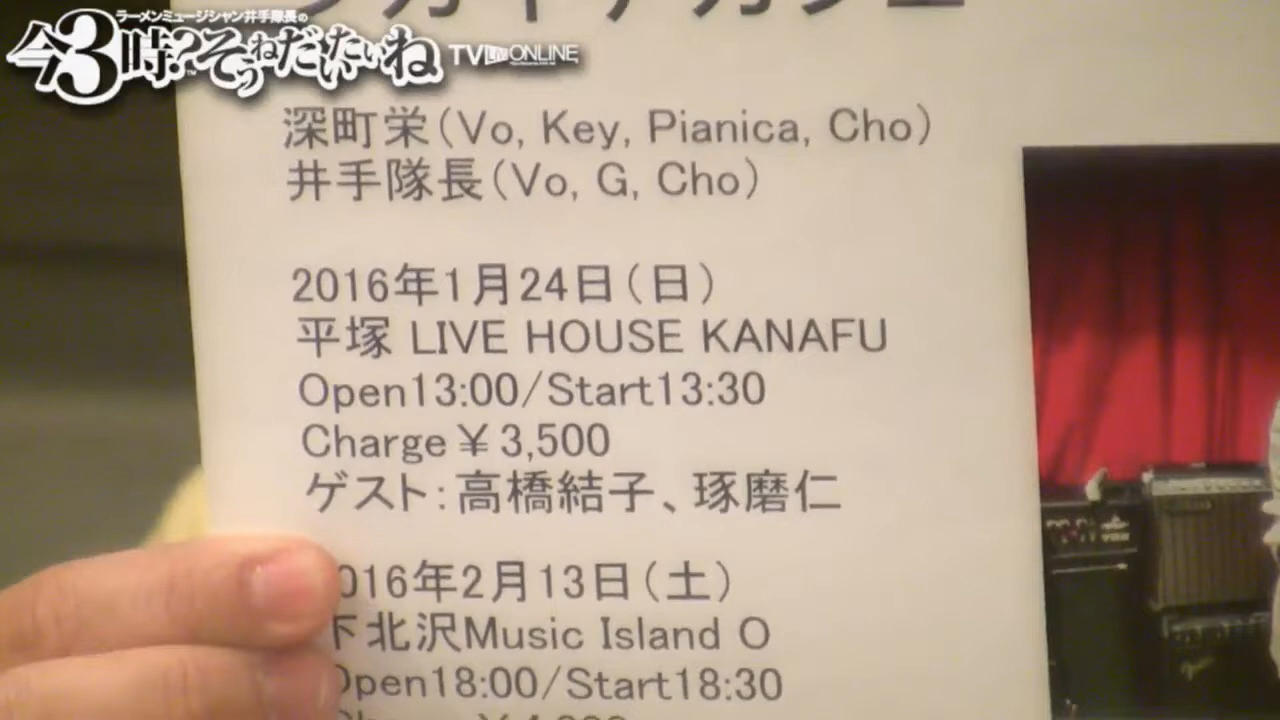 ラーメンミュージシャン井手隊長の
今3時?そうねだいたいね TV LIVE ONLINE
深町栄(Vo, Key, Pianica, Cho)
井手隊長(Vo, G, Cho)
2016年1月24日(日)
平塚 LIVE HOUSE KANAFU
Open13:00/Start13:30
Charge¥3,500
ゲスト:高橋結子、琢磨仁
016年2月13日(土)
下北沢Music Island O
Open18:00/Start18:30